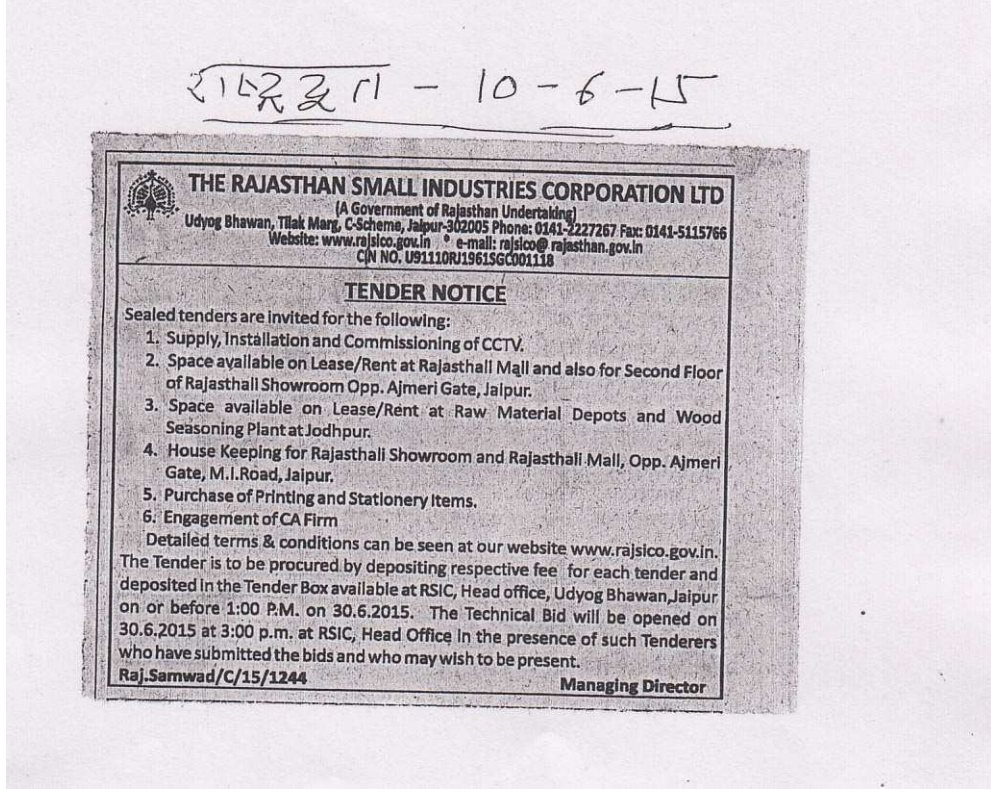 राष्ट्रदूत - 10-6-15
THE RAJASTHAN SMALL INDUSTRIES CORPORATION LTD
(A Government of Rajasthan Undertaking)
Udyog Bhawan, Tilak Marg, C-Scheme, Jaipur-302005 Phone: 0141-2227267 Fax: 0141-5115766
Website: www.rajsico.gov.in * e-mail: rajsico@rajasthan.gov.in
CIN NO. U91110RJ1961SGC001118
TENDER NOTICE
Sealed tenders are invited for the following:
1. Supply, Installation and Commissioning of CCTV.
2. Space available on Lease/Rent at Rajasthali Mall and also for Second Floor
of Rajasthali Showroom Opp. Ajmeri Gate, Jaipur.
3. Space available on Lease/Rent at Raw Material Depots and Wood
Seasoning Plant at Jodhpur.
4. House Keeping for Rajasthali Showroom and Rajasthali Mall, Opp. Ajmeri
Gate, M.I.Road, Jaipur.
5. Purchase of Printing and Stationery Items.
6. Engagement of CA Firm
Detailed terms & conditions can be seen at our website www.rajsico.gov.in.
The Tender is to be procured by depositing respective fee for each tender and
deposited in the Tender Box available at RSIC, Head office, Udyog Bhawan,Jaipur
on or before 1:00 P.M. on 30.6.2015. The Technical Bid will be opened on
30.6.2015 at 3:00 p.m. at RSIC, Head Office in the presence of such Tenderers
who have submitted the bids and who may wish to be present.
Raj.Samwad/C/15/1244 Managing Director